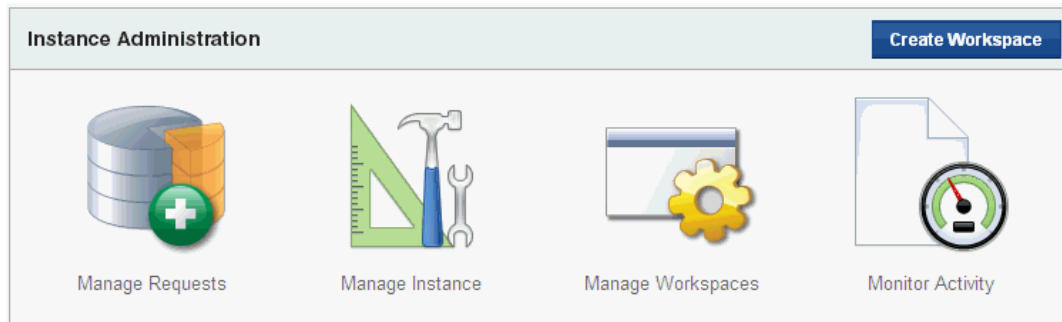 Instance Administration
Create Workspace
Manage Requests
Manage Instance
Manage Workspaces
Monitor Activity